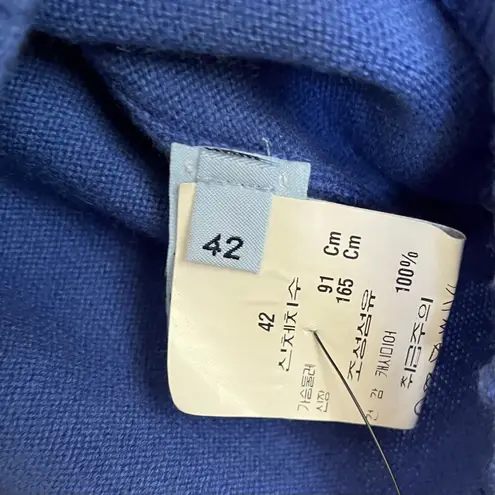 42
42
신체치수
가슴둘레 91 Cm
신장 165 Cm
조성섬유
감 캐시미어 100%
취급주의